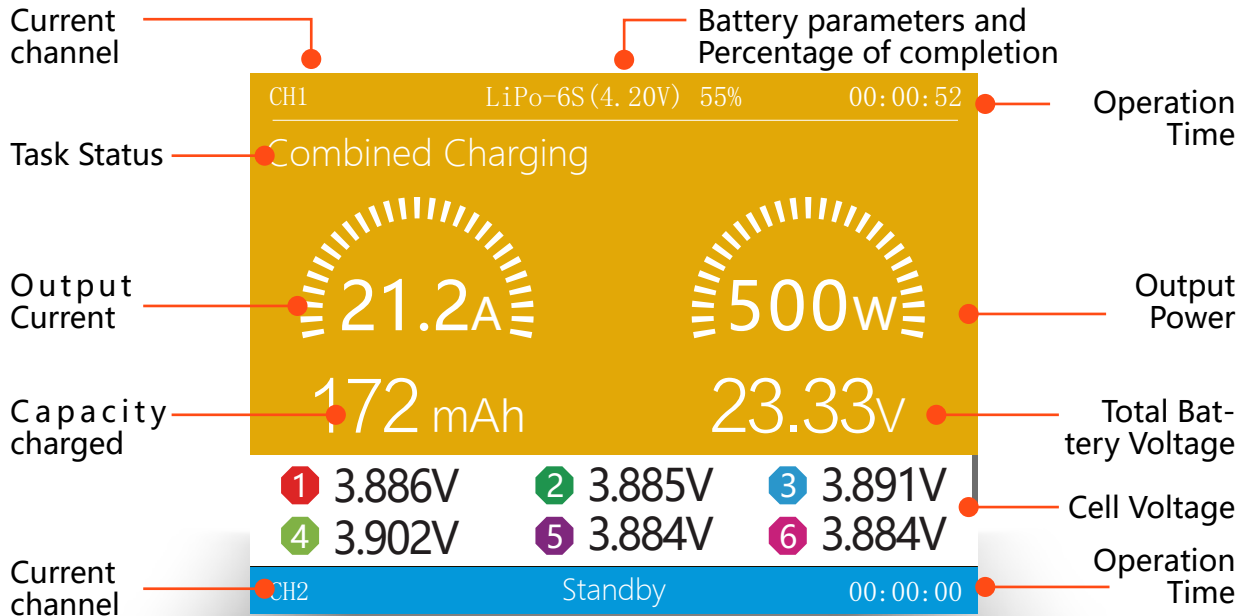 Current
channel
Battery parameters and
Percentage of completion
CH1 LiPo-6S(4.20V) 55% 00:00:52
Operation
Time
Task Status
Combined Charging
Output
Current
21.2A
500W
Output
Power
Capacity
charged
172 mAh
23.33V
Total Bat-
tery Voltage
1 3.886V 2 3.885V 3 3.891V
4 3.902V 5 3.884V 6 3.884V
Cell Voltage
Current
channel
CH2 Standby 00:00:00
Operation
Time